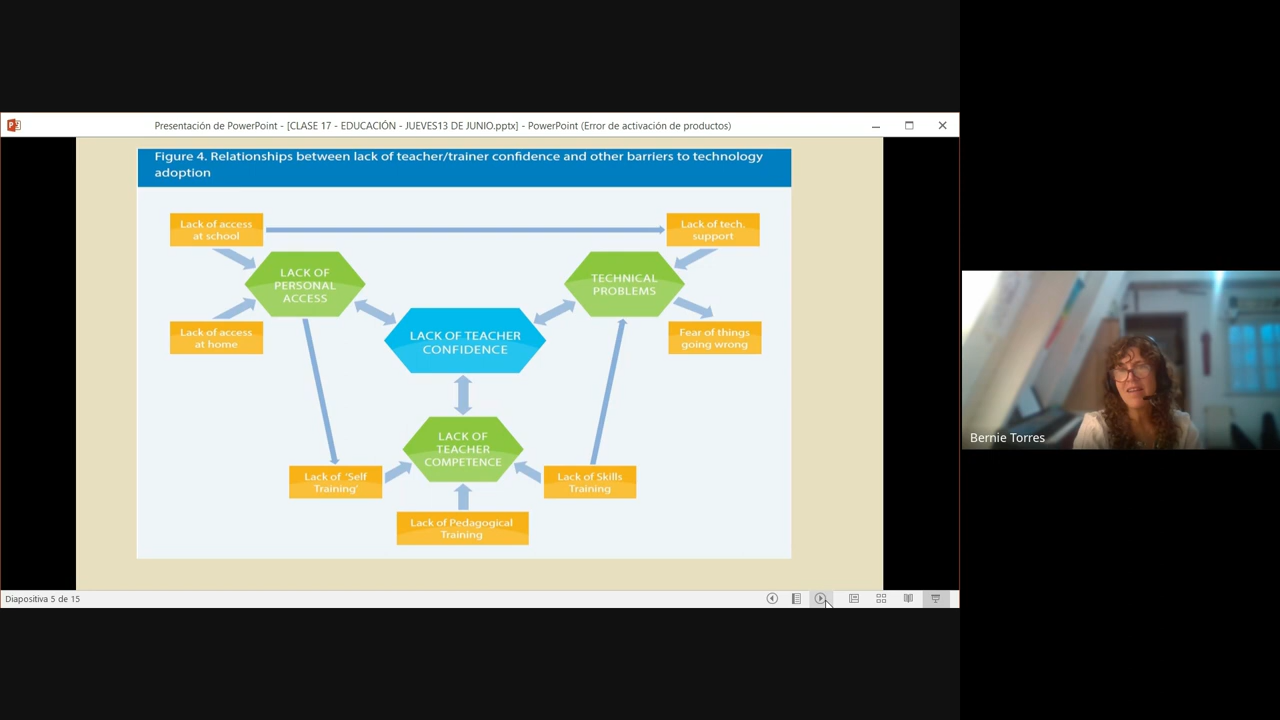 Presentación de PowerPoint - [CLASE 17 - EDUCACIÓN - JUEVES13 DE JUNIO.pptx] - PowerPoint (Error de activación de productos)
Figure 4. Relationships between lack of teacher/trainer confidence and other barriers to technology
adoption
Lack of access
at school
Lack of tech.
support
LACK OF
PERSONAL
ACCESS
TECHNICAL
PROBLEMS
Lack of access
at home
LACK OF TEACHER
CONFIDENCE
Fear of things
going wrong
LACK OF
TEACHER
COMPETENCE
Lack of 'Self
Training'
Lack of Skills
Training
Lack of Pedagogical
Training
Bernie Torres
Diapositiva 5 de 15